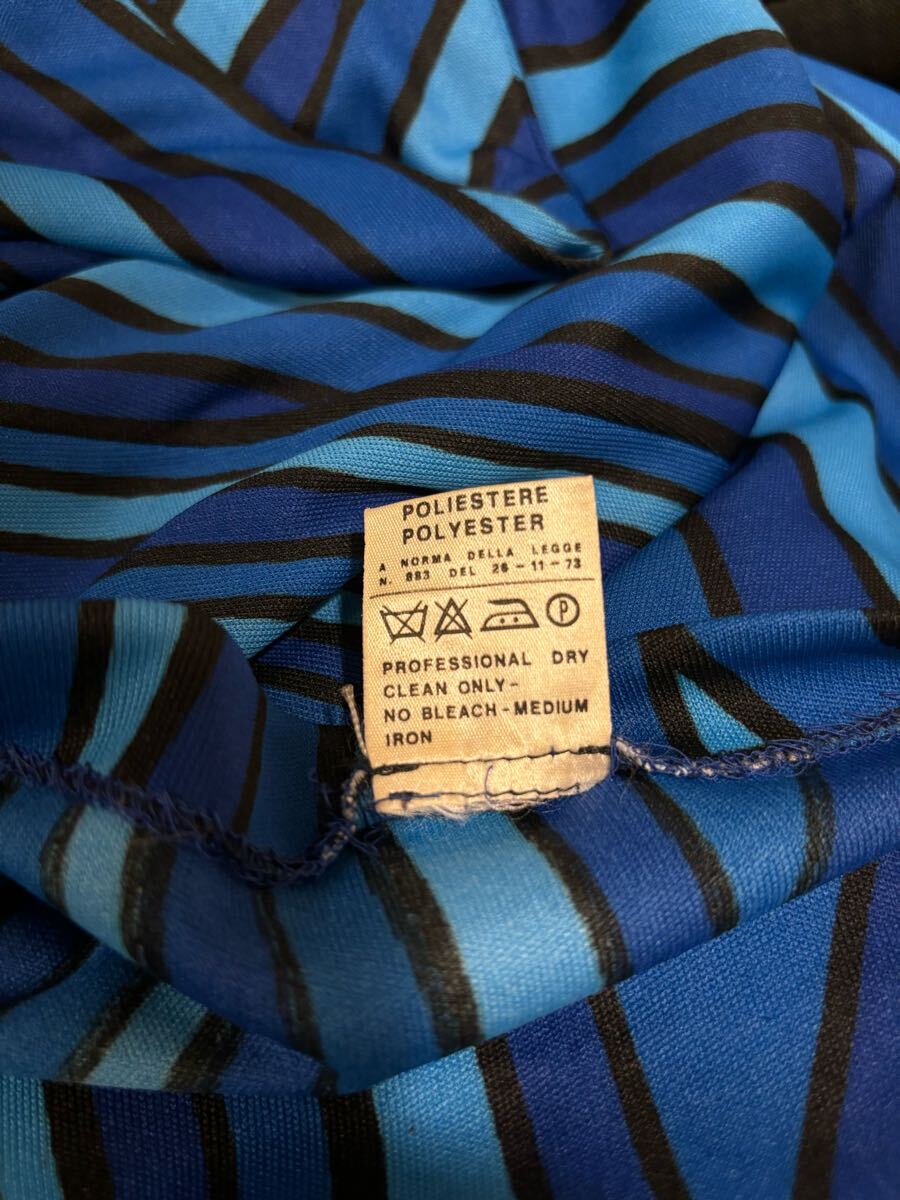 POLIESTERE
POLYESTER
A NORMA DELLA LEGGE
N. 883 DEL 26-11-73
P
PROFESSIONAL DRY
CLEAN ONLY-
NO BLEACH-MEDIUM
IRON